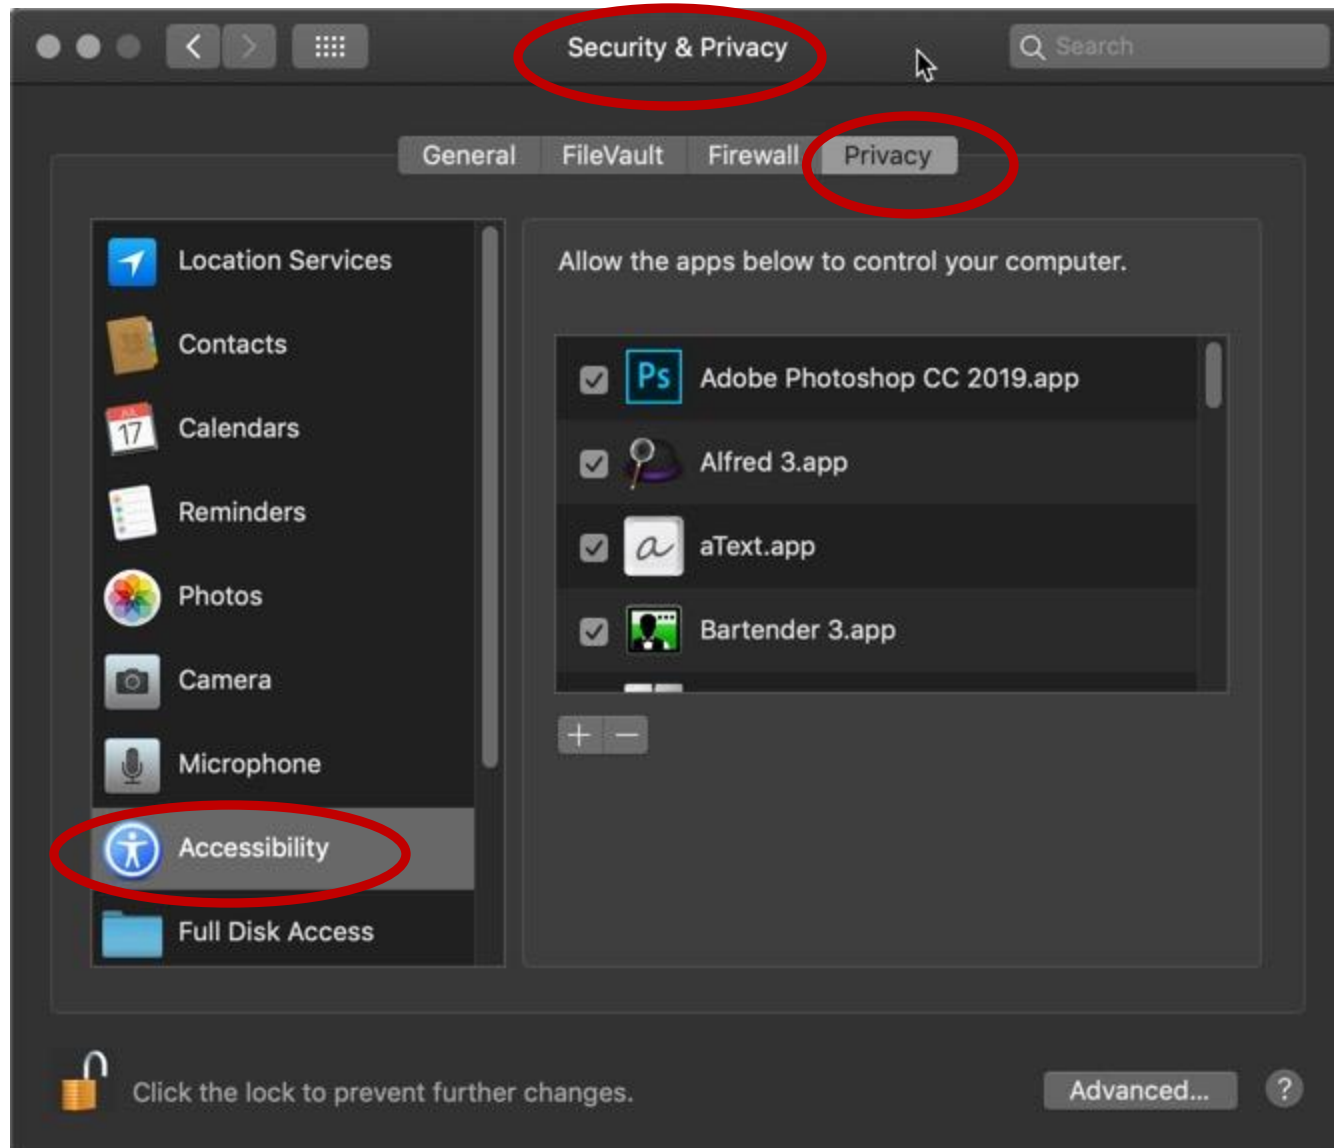 Security & Privacy
Search
General FileVault Firewall Privacy
Location Services
Contacts
JUL
17
Calendars
Reminders
Photos
Camera
Microphone
Accessibility
Full Disk Access
Allow the apps below to control your computer.
Ps Adobe Photoshop CC 2019.app
Alfred 3.app
a aText.app
Bartender 3.app
+ −
Click the lock to prevent further changes.
Advanced... ?